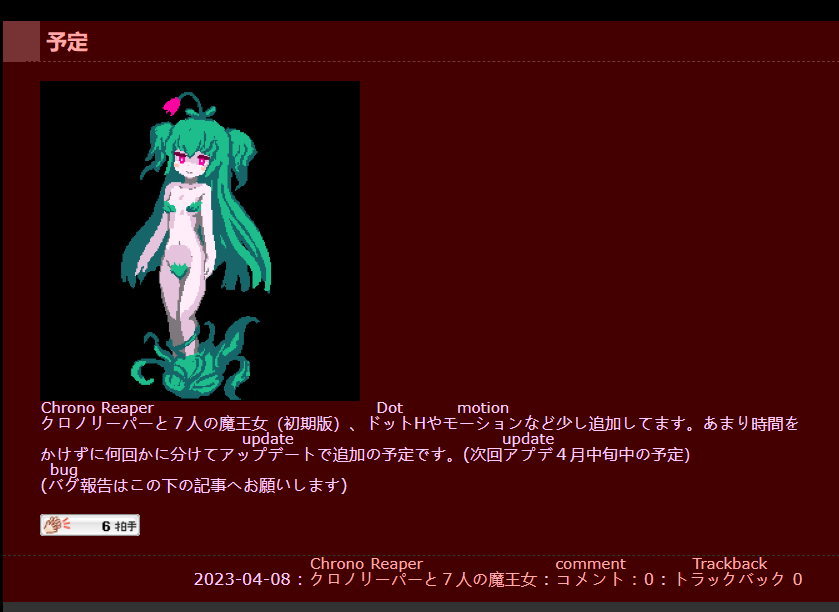 予定
Chrono Reaper Dot motion
クロノリーパーと７人の魔王女（初期版）、ドットHやモーションなど少し追加してます。あまり時間を
update update
かけずに何回かに分けてアップデートで追加の予定です。(次回アプデ４月中旬中の予定)
bug
(バグ報告はこの下の記事へお願いします)
6 拍手
Chrono Reaper comment Trackback
2023-04-08 : クロノリーパーと７人の魔王女 : コメント : 0 : トラックバック 0